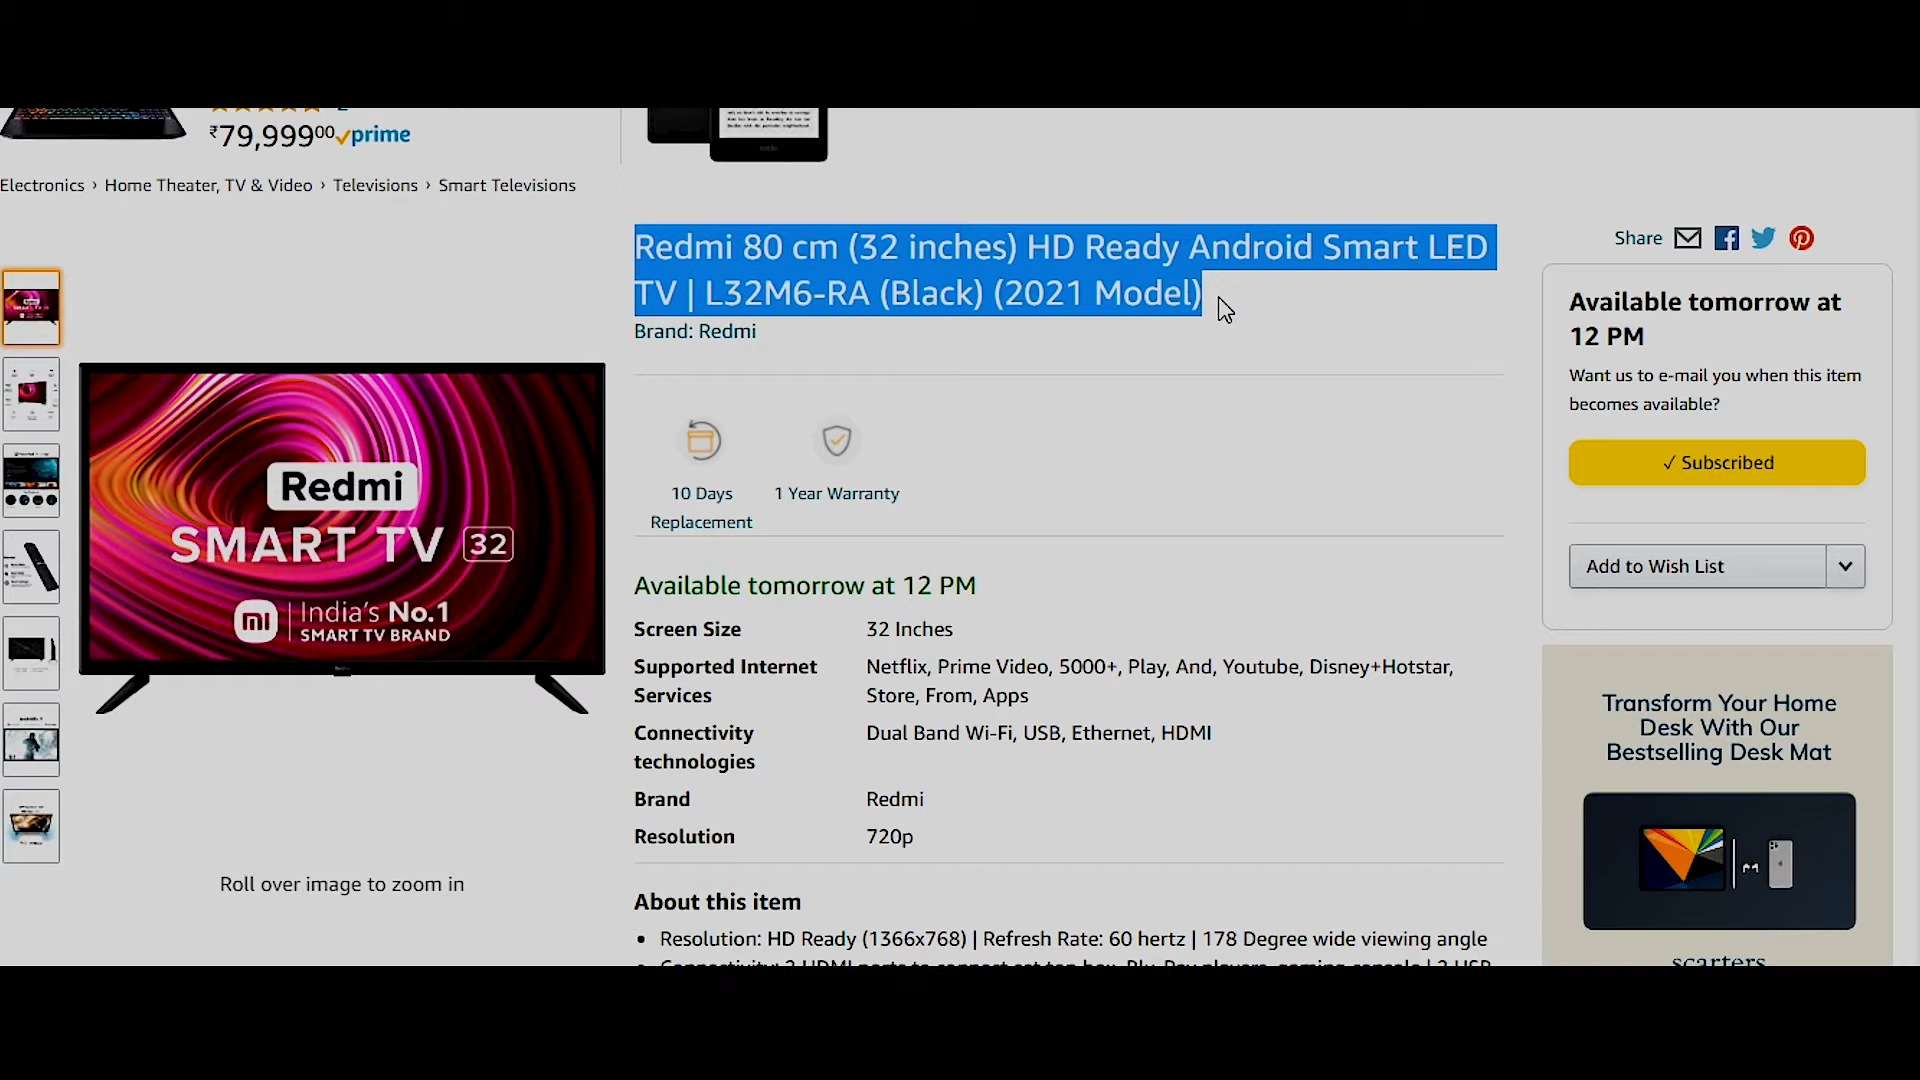 ₹79,999⁰⁰ prime
Electronics › Home Theater, TV & Video › Televisions › Smart Televisions
Redmi 80 cm (32 inches) HD Ready Android Smart LED
TV | L32M6-RA (Black) (2021 Model)
Brand: Redmi
Share
Available tomorrow at
12 PM
Want us to e-mail you when this item
becomes available?
✓ Subscribed
Add to Wish List
10 Days
Replacement
1 Year Warranty
Redmi
SMART TV 32
mi India's No.1
SMART TV BRAND
Roll over image to zoom in
Available tomorrow at 12 PM
Screen Size 32 Inches
Supported Internet Netflix, Prime Video, 5000+, Play, And, Youtube, Disney+Hotstar,
Services Store, From, Apps
Connectivity Dual Band Wi-Fi, USB, Ethernet, HDMI
technologies
Brand Redmi
Resolution 720p
About this item
• Resolution: HD Ready (1366x768) | Refresh Rate: 60 hertz | 178 Degree wide viewing angle
Transform Your Home
Desk With Our
Bestselling Desk Mat
scarters